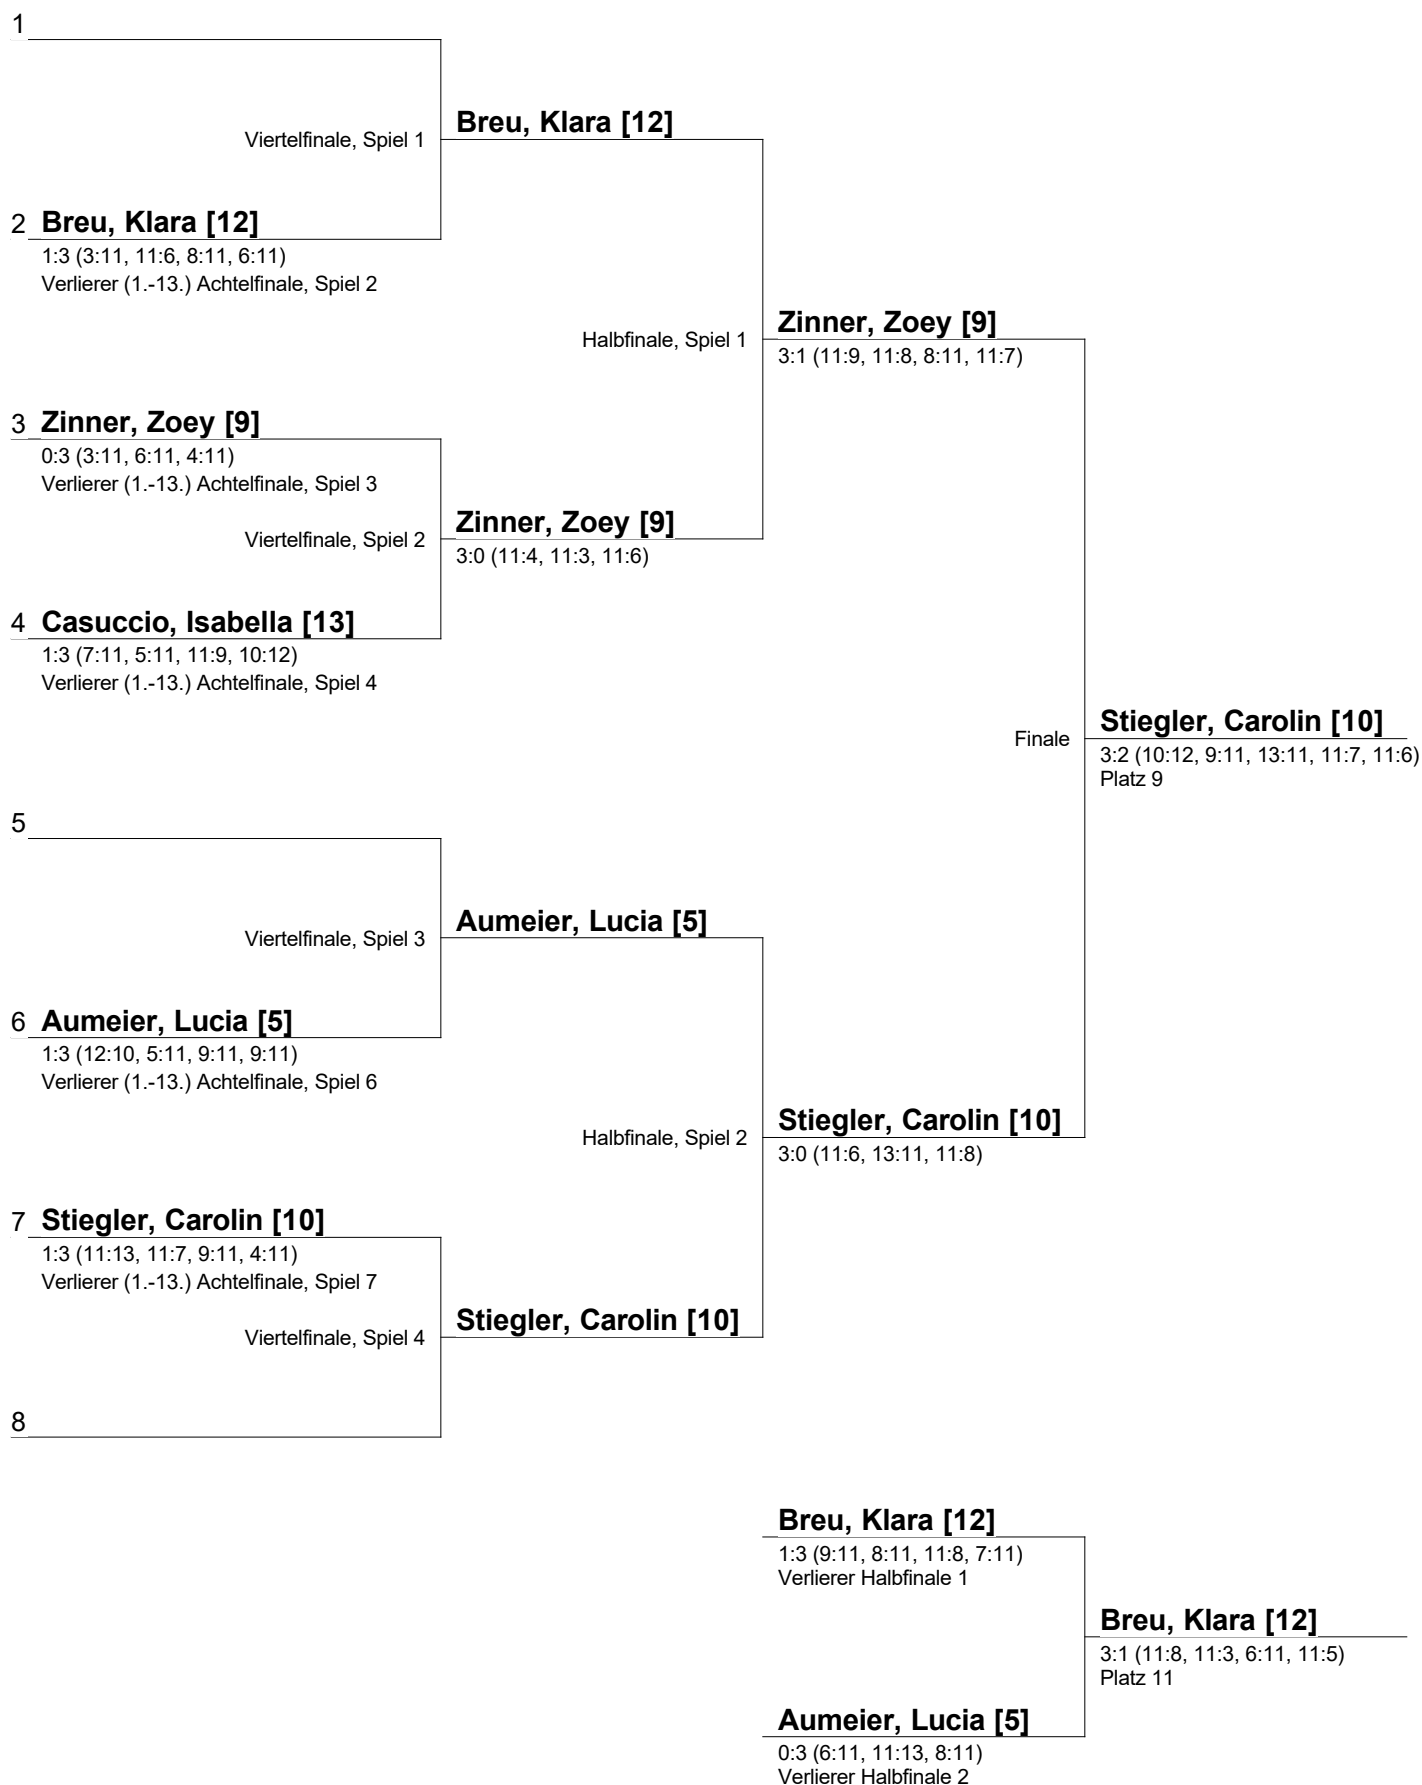 1
Breu, Klara [12]
Viertelfinale, Spiel 1
2 Breu, Klara [12]
1:3 (3:11, 11:6, 8:11, 6:11)
Verlierer (1.-13.) Achtelfinale, Spiel 2
Zinner, Zoey [9]
Halbfinale, Spiel 1
3:1 (11:9, 11:8, 8:11, 11:7)
3 Zinner, Zoey [9]
0:3 (3:11, 6:11, 4:11)
Verlierer (1.-13.) Achtelfinale, Spiel 3
Zinner, Zoey [9]
Viertelfinale, Spiel 2
3:0 (11:4, 11:3, 11:6)
4 Casuccio, Isabella [13]
1:3 (7:11, 5:11, 11:9, 10:12)
Verlierer (1.-13.) Achtelfinale, Spiel 4
Stiegler, Carolin [10]
Finale
3:2 (10:12, 9:11, 13:11, 11:7, 11:6)
Platz 9
5
Aumeier, Lucia [5]
Viertelfinale, Spiel 3
6 Aumeier, Lucia [5]
1:3 (12:10, 5:11, 9:11, 9:11)
Verlierer (1.-13.) Achtelfinale, Spiel 6
Stiegler, Carolin [10]
Halbfinale, Spiel 2
3:0 (11:6, 13:11, 11:8)
7 Stiegler, Carolin [10]
1:3 (11:13, 11:7, 9:11, 4:11)
Verlierer (1.-13.) Achtelfinale, Spiel 7
Stiegler, Carolin [10]
Viertelfinale, Spiel 4
8
Breu, Klara [12]
1:3 (9:11, 8:11, 11:8, 7:11)
Verlierer Halbfinale 1
Breu, Klara [12]
3:1 (11:8, 11:3, 6:11, 11:5)
Platz 11
Aumeier, Lucia [5]
0:3 (6:11, 11:13, 8:11)
Verlierer Halbfinale 2